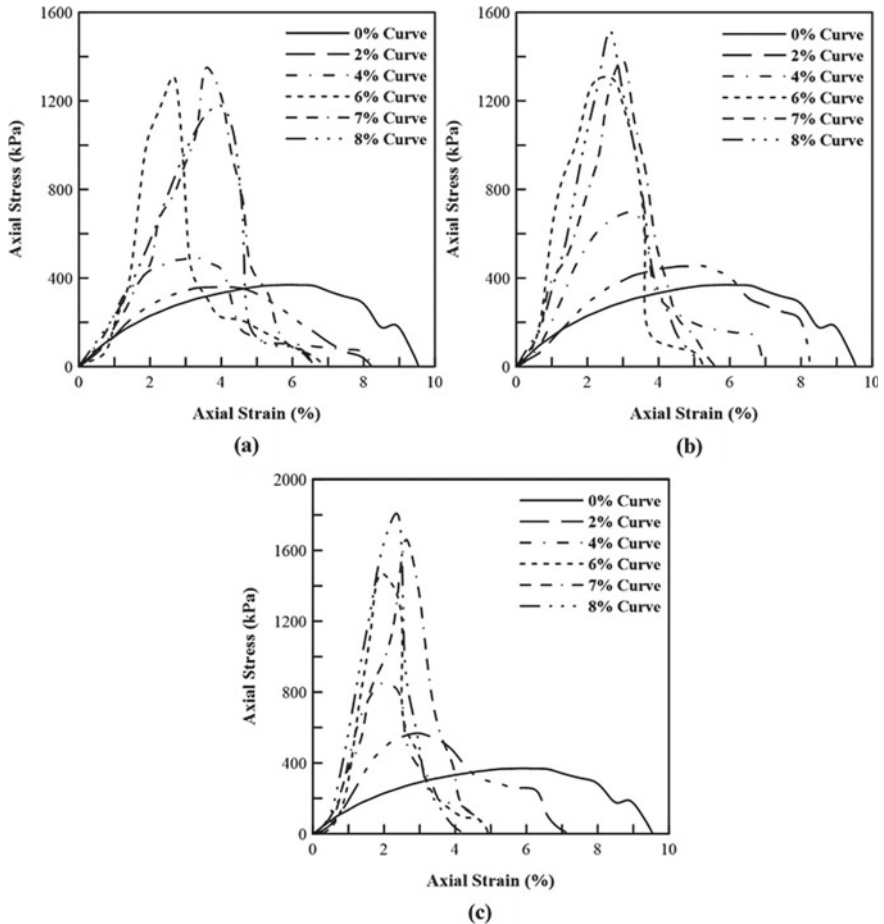 1600
1200
800
400
0
Axial Stress (kPa)
0% Curve
2% Curve
4% Curve
6% Curve
7% Curve
8% Curve
0 2 4 6 8 10
Axial Strain (%)
(a)
1600
1200
800
400
0
Axial Stress (kPa)
0% Curve
2% Curve
4% Curve
6% Curve
7% Curve
8% Curve
0 2 4 6 8 10
Axial Strain (%)
(b)
2000
1600
1200
800
400
0
Axial Stress (kPa)
0% Curve
2% Curve
4% Curve
6% Curve
7% Curve
8% Curve
0 2 4 6 8 10
Axial Strain (%)
(c)